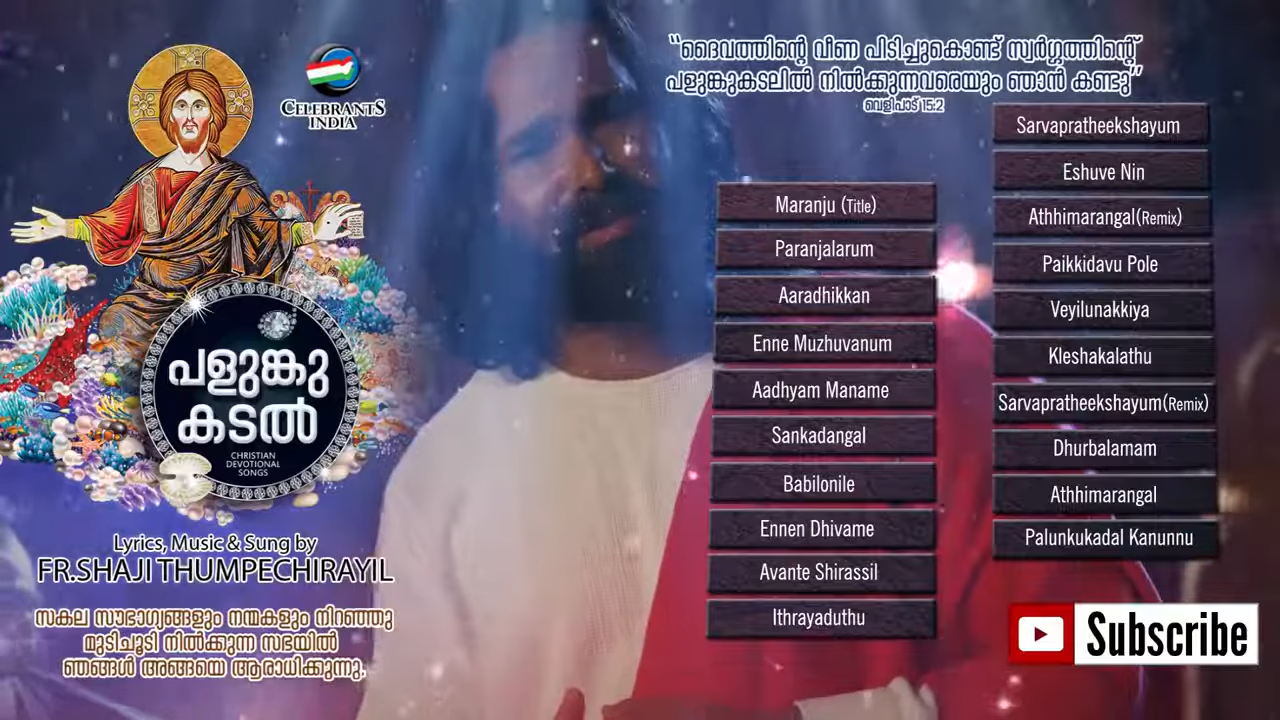 CELEBRANTS
INDIA
"ദൈവത്തിന്റെ വീണ പിടിച്ചുകൊണ്ട് സ്വർഗ്ഗത്തിന്റെ്
പളുങ്കുകടലിൽ നിൽക്കുന്നവരെയും ഞാൻ കണ്ടു"
വെളിപാട് 15:2
പളുങ്കു
കടൽ
CHRISTIAN
DEVOTIONAL
SONGS
Lyrics, Music & Sung by
FR.SHAJI THUMPECHIRAYIL
സകല സൗഭാഗ്യങ്ങളും നന്മകളും നിറഞ്ഞു
മുടിചൂടി നിൽക്കുന്ന സഭയിൽ
ഞങ്ങൾ അങ്ങയെ ആരാധിക്കുന്നു.
Maranju (Title)
Paranjalarum
Aaradhikkan
Enne Muzhuvanum
Aadhyam Maname
Sankadangal
Babilonile
Ennen Dhivame
Avante Shirassil
Ithrayaduthu
Sarvapratheekshayum
Eshuve Nin
Athhimarangal(Remix)
Paikkidavu Pole
Veyilunakkiya
Kleshakalathu
Sarvapratheekshayum(Remix)
Dhurbalamam
Athhimarangal
Palunkukadal Kanunnu
Subscribe